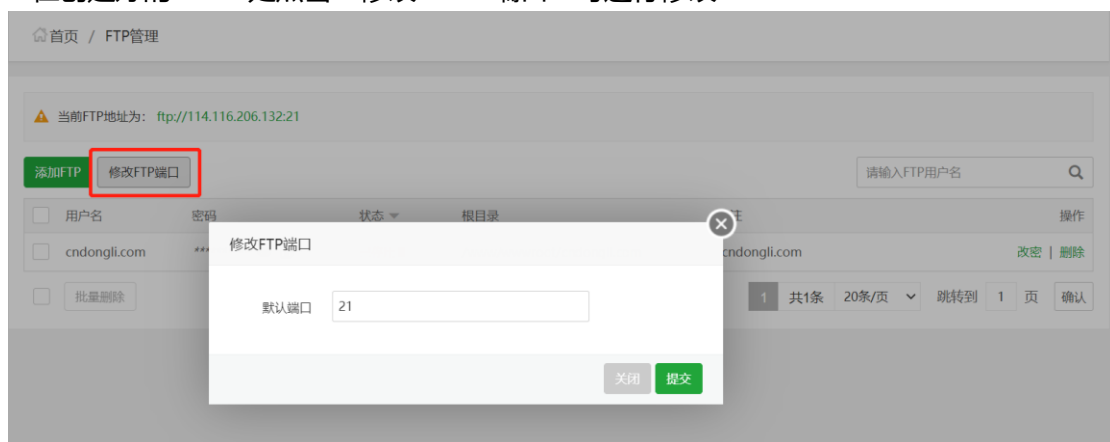 首页 / FTP管理
当前FTP地址为： ftp://114.116.206.132:21
添加FTP 修改FTP端口 请输入FTP用户名
用户名 密码 状态 根目录 注 操作
cndongli.com *** cndongli.com 改密 | 删除
修改FTP端口
批量删除 1 共1条 20条/页 跳转到 1 页 确认
默认端口 21
关闭 提交